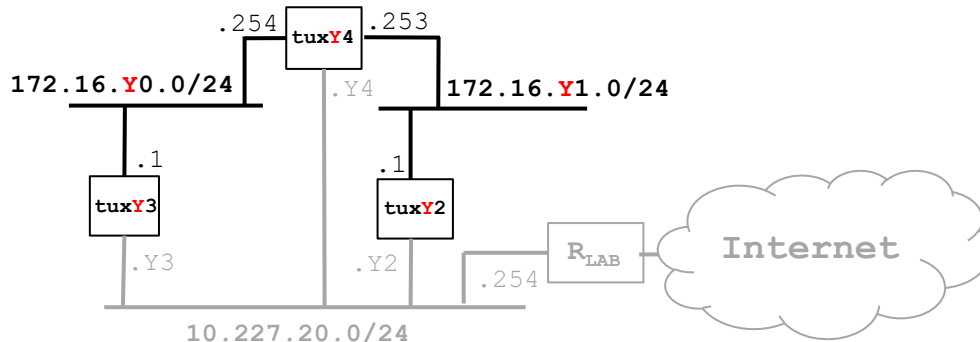 .254
tuxY4
.253
172.16.Y0.0/24
.Y4
172.16.Y1.0/24
.1
.1
tuxY3
tuxY2
.Y3
.Y2
.254
RLAB
Internet
10.227.20.0/24